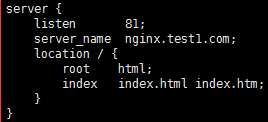 server {
    listen       81;
    server_name  nginx.test1.com;
    location / {
        root    html;
        index   index.html index.htm;
    }
}